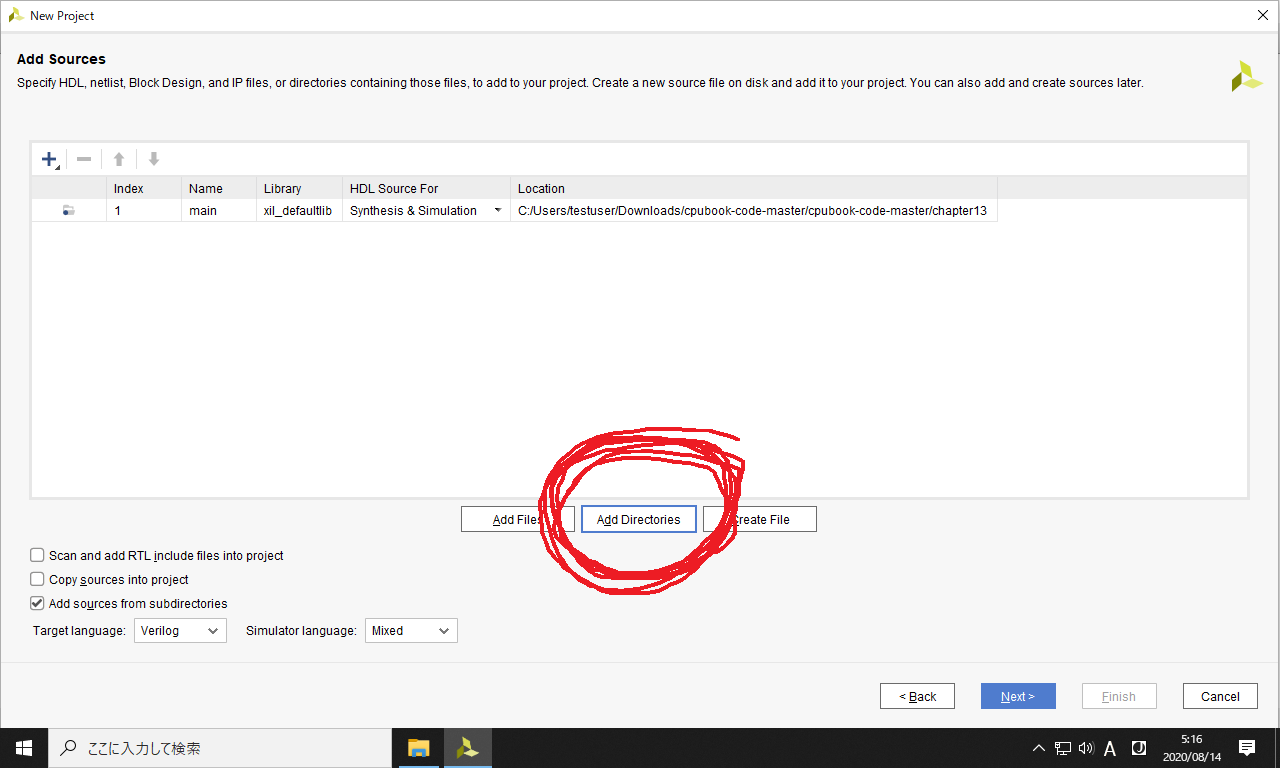 New Project
Add Sources
Specify HDL, netlist, Block Design, and IP files, or directories containing those files, to add to your project. Create a new source file on disk and add it to your project. You can also add and create sources later.
Index Name Library HDL Source For Location
1 main xil_defaultlib Synthesis & Simulation C:/Users/testuser/Downloads/cpubook-code-master/cpubook-code-master/chapter13
Add Files Add Directories Create File
Scan and add RTL include files into project
Copy sources into project
Add sources from subdirectories
Target language: Verilog Simulator language: Mixed
< Back Next > Finish Cancel
ここに入力して検索 A J 5:16
2020/08/14